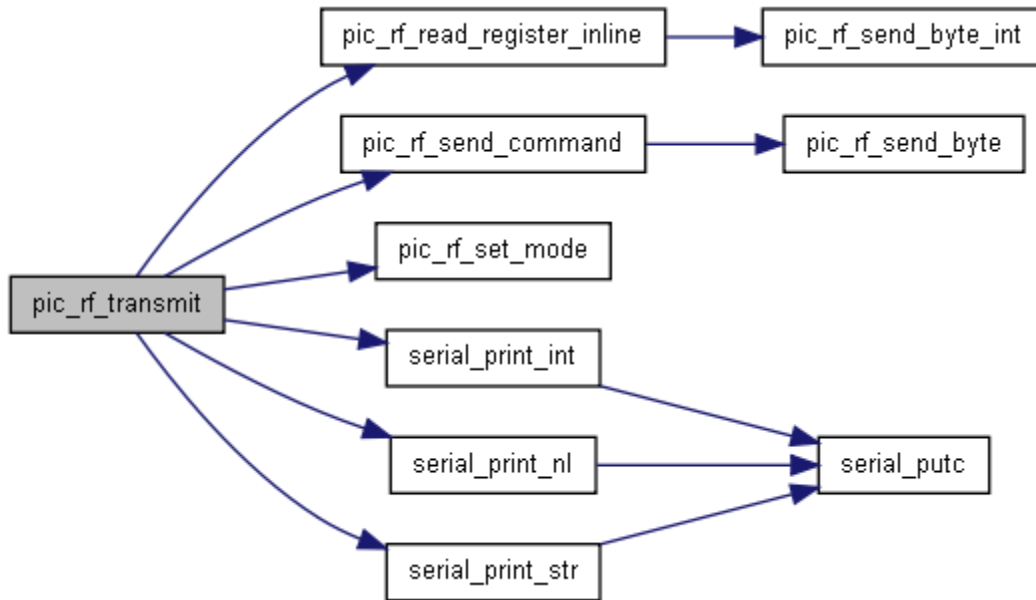 pic_rf_read_register_inline
pic_rf_send_byte_int
pic_rf_send_command
pic_rf_send_byte
pic_rf_set_mode
pic_rf_transmit
serial_print_int
serial_print_nl
serial_putc
serial_print_str